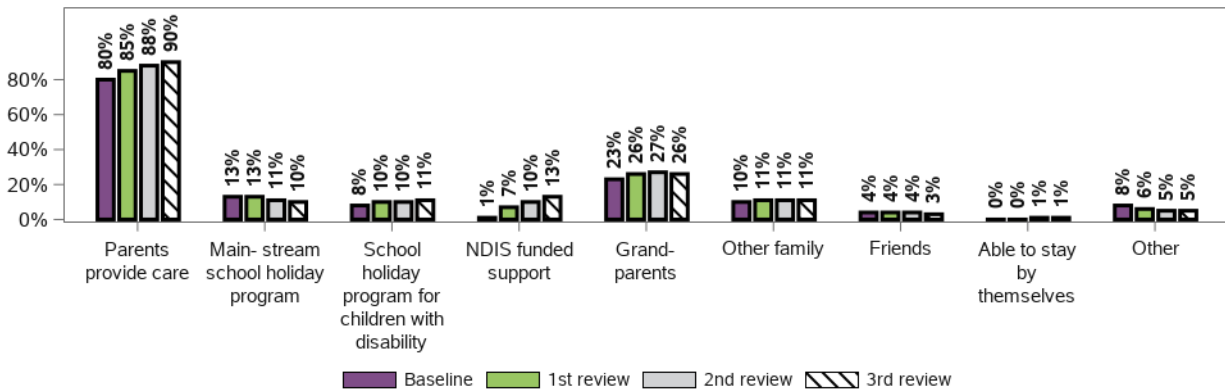 80% 85% 88% 90%
13% 13% 11% 10%
8% 10% 10% 11%
1% 7% 10% 13%
23% 26% 27% 26%
10% 11% 11% 11%
4% 4% 4% 3%
0% 0% 1% 1%
8% 6% 5% 5%
80%
60%
40%
20%
0%
Parents
provide care
Main- stream
school holiday
program
School
holiday
program for
children with
disability
NDIS funded
support
Grand-
parents
Other family
Friends
Able to stay
by
themselves
Other
Baseline 1st review 2nd review 3rd review